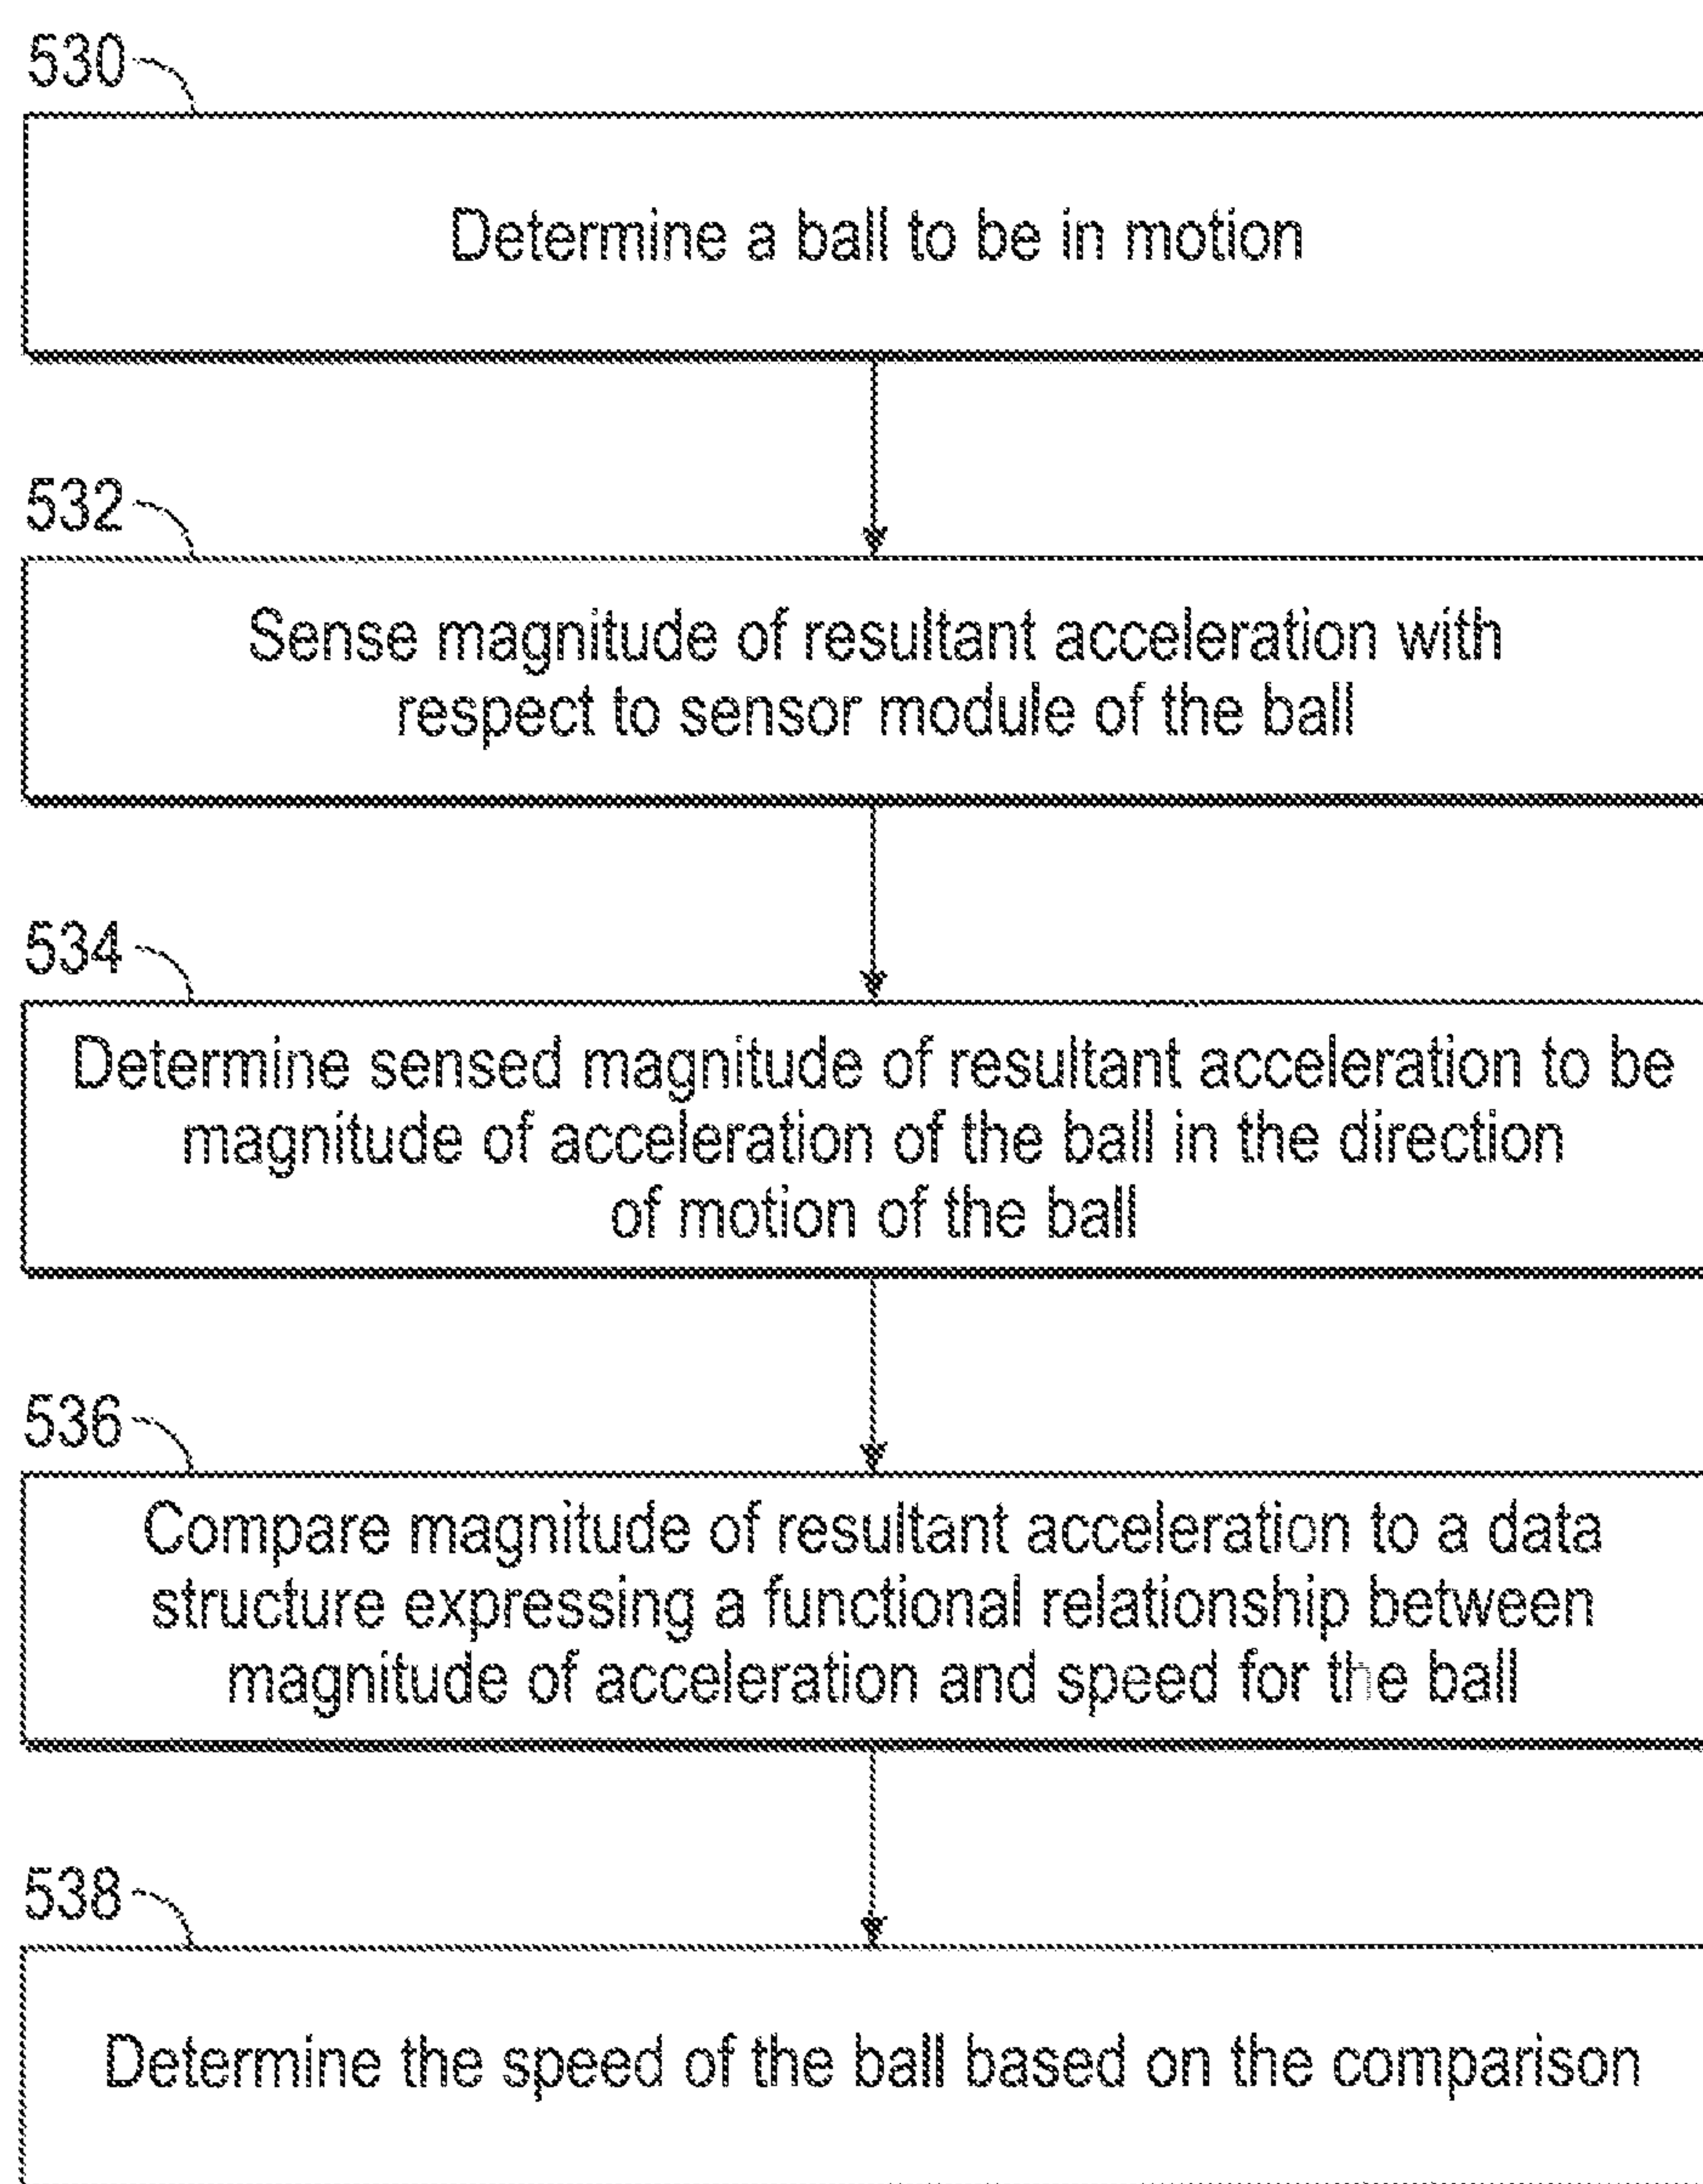 530
Determine a ball to be in motion
532
Sense magnitude of resultant acceleration with
respect to sensor module of the ball
534
Determine sensed magnitude of resultant acceleration to be
magnitude of acceleration of the ball in the direction
of motion of the ball
536
Compare magnitude of resultant acceleration to a data
structure expressing a functional relationship between
magnitude of acceleration and speed for the ball
538
Determine the speed of the ball based on the comparison